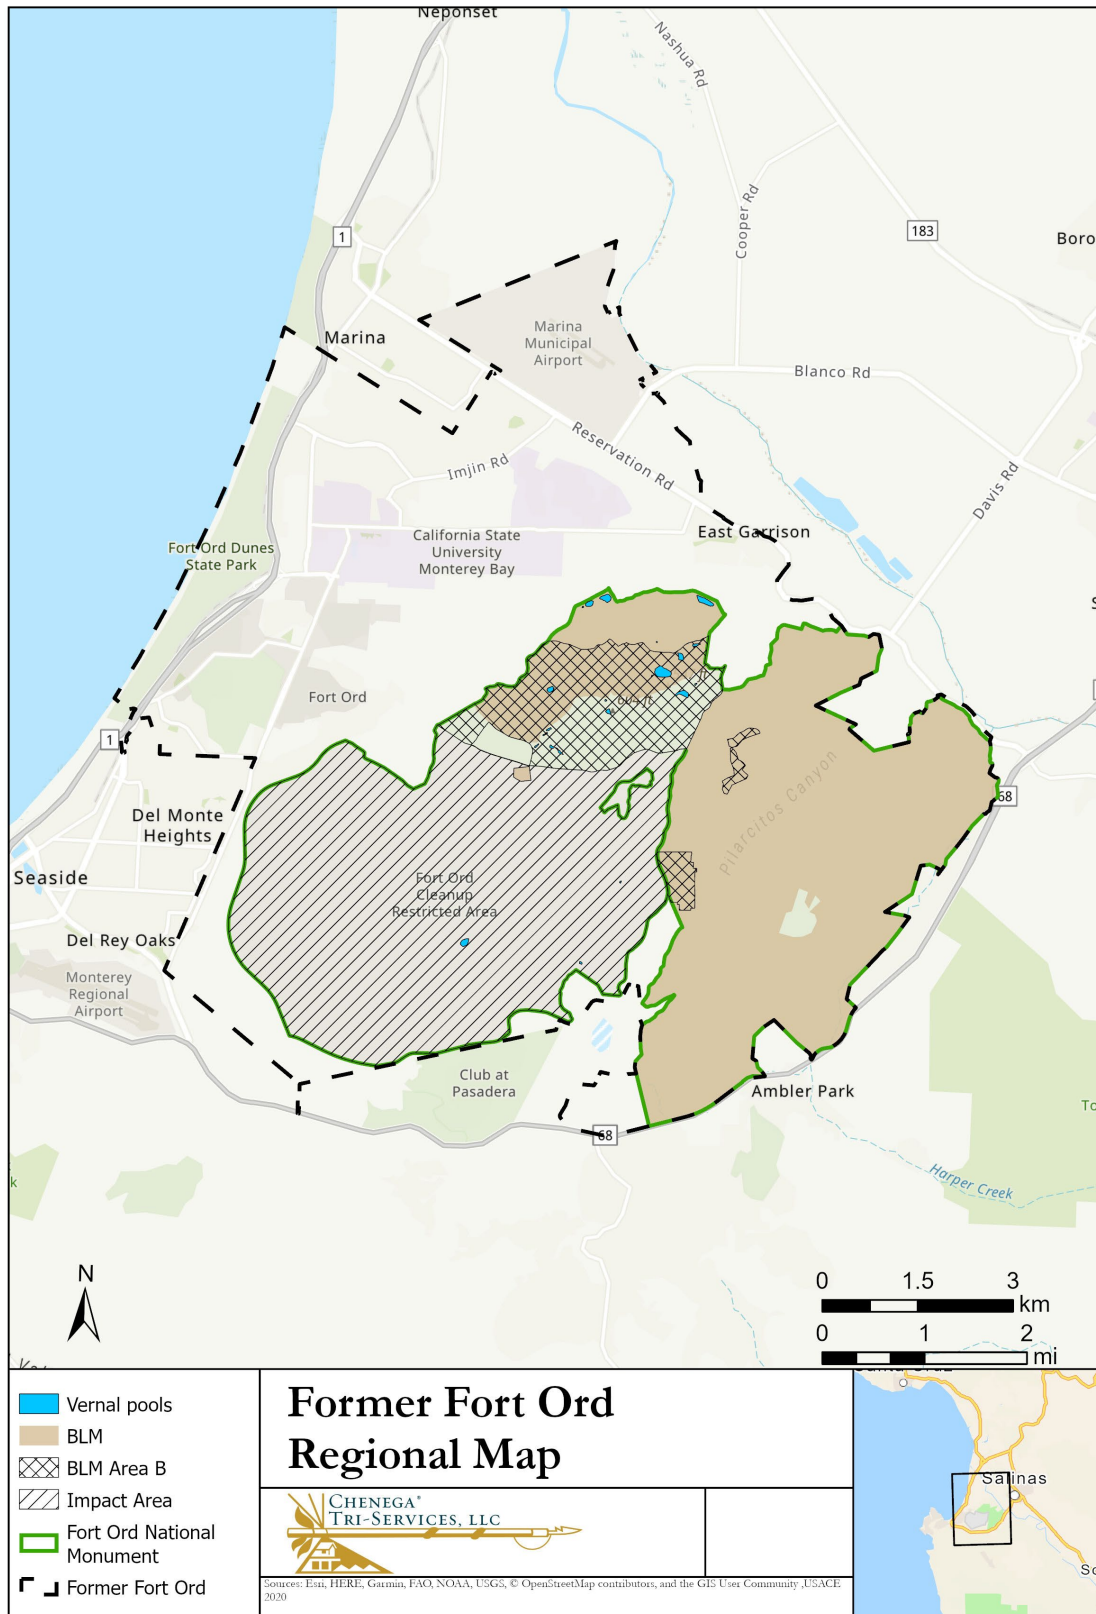 Neponset
Nashua Rd
Cooper Rd
183
Boro
1
Marina
Marina
Municipal
Airport
Blanco Rd
Reservation Rd
Imjin Rd
Davis Rd
California State
University
Monterey Bay
East Garrison
Fort Ord Dunes
State Park
S
Fort Ord
604 ft
ft
1
Pilarcitos Canyon
68
Del Monte
Heights
Seaside
Fort Ord
Cleanup
Restricted Area
Del Rey Oaks
Monterey
Regional
Airport
Club at
Pasadera
Ambler Park
To
68
k
Harper Creek
N
0 1.5 3
km
0 1 2
mi
Vernal pools
BLM
BLM Area B
Impact Area
Fort Ord National
Monument
Former Fort Ord
Former Fort Ord
Regional Map
CHENEGA®
TRI-SERVICES, LLC
Sources: Esri, HERE, Garmin, FAO, NOAA, USGS, © OpenStreetMap contributors, and the GIS User Community ,USACE
2020
Salinas
So